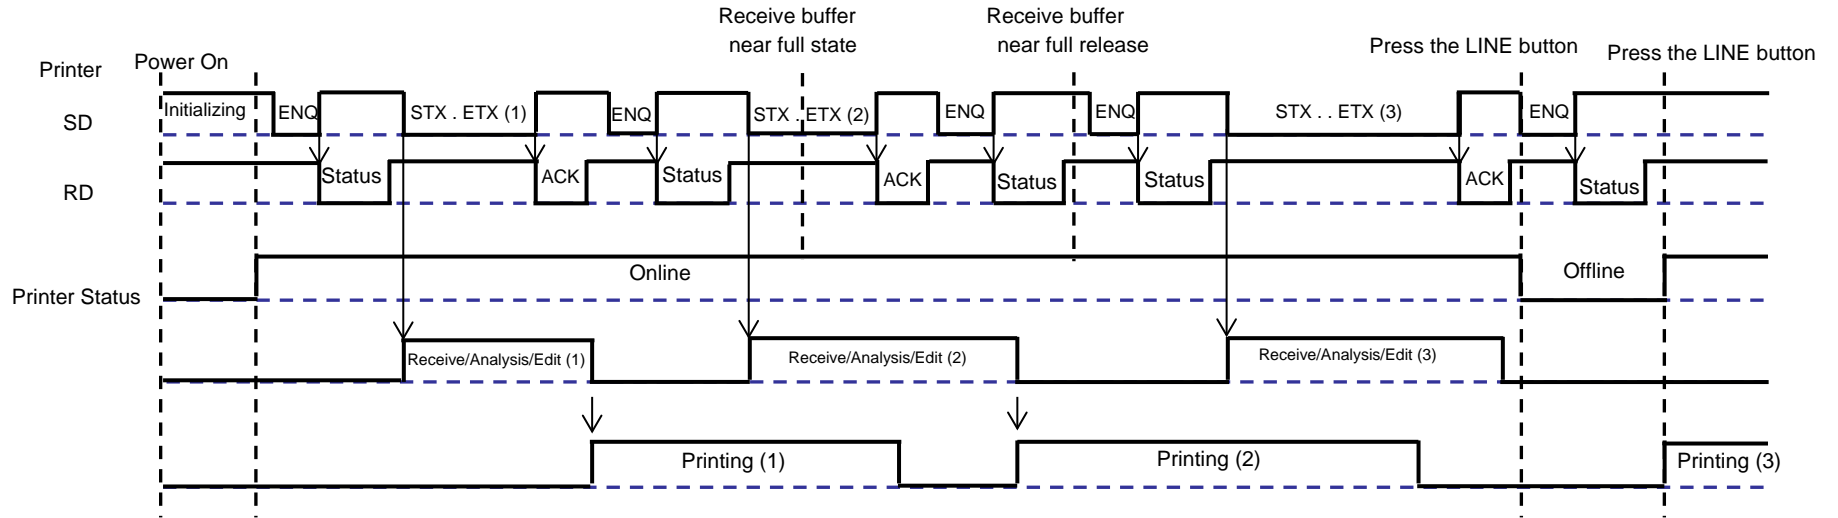 Receive buffer
near full state
Receive buffer
near full release
Press the LINE button
Press the LINE button
Printer
Power On
Initializing
ENQ
STX . ETX (1)
ENQ
STX . ETX (2)
ENQ
ENQ
STX . . ETX (3)
ENQ
SD
Status
ACK
Status
ACK
Status
Status
ACK
Status
RD
Online
Offline
Printer Status
Receive/Analysis/Edit (1)
Receive/Analysis/Edit (2)
Receive/Analysis/Edit (3)
Printing (1)
Printing (2)
Printing (3)